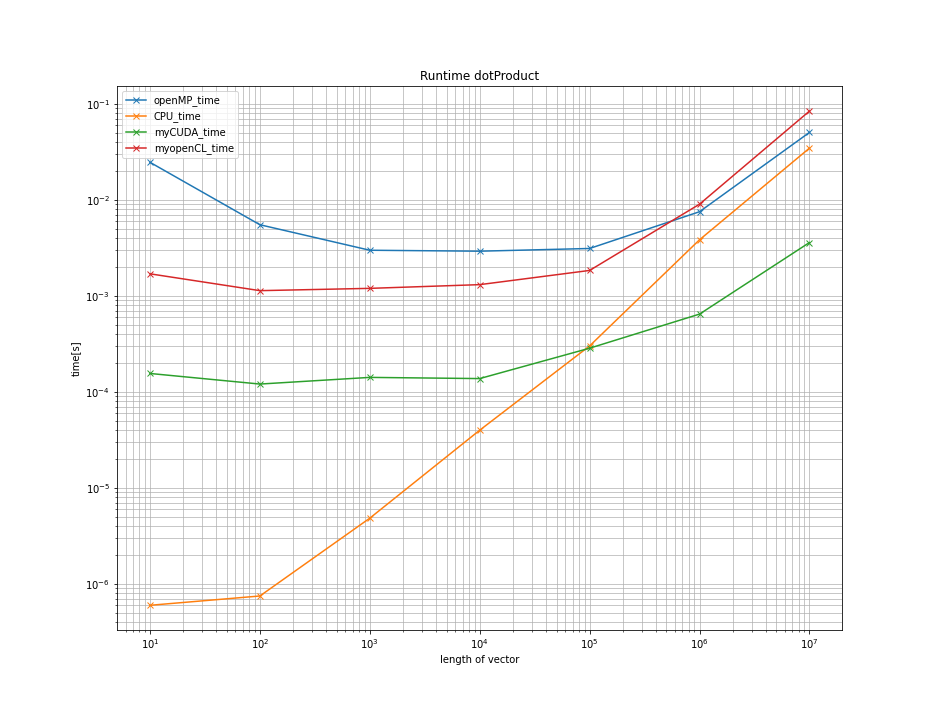 Runtime dotProduct
openMP_time
CPU_time
myCUDA_time
myopenCL_time
10⁻¹
10⁻²
10⁻³
10⁻⁴
10⁻⁵
10⁻⁶
time[s]
10¹ 10² 10³ 10⁴ 10⁵ 10⁶ 10⁷
length of vector